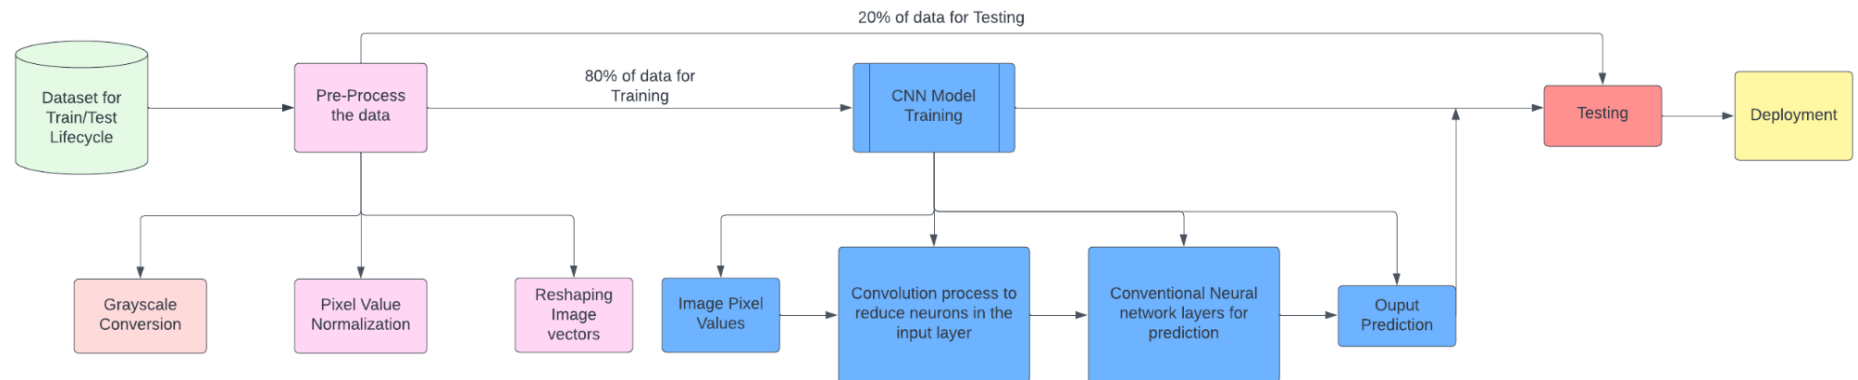 20% of data for Testing
Dataset for
Train/Test
Lifecycle
Pre-Process
the data
80% of data for
Training
CNN Model
Training
Testing
Deployment
Grayscale
Conversion
Pixel Value
Normalization
Reshaping
Image
vectors
Image Pixel
Values
Convolution process to
reduce neurons in the
input layer
Conventional Neural
network layers for
prediction
Ouput
Prediction